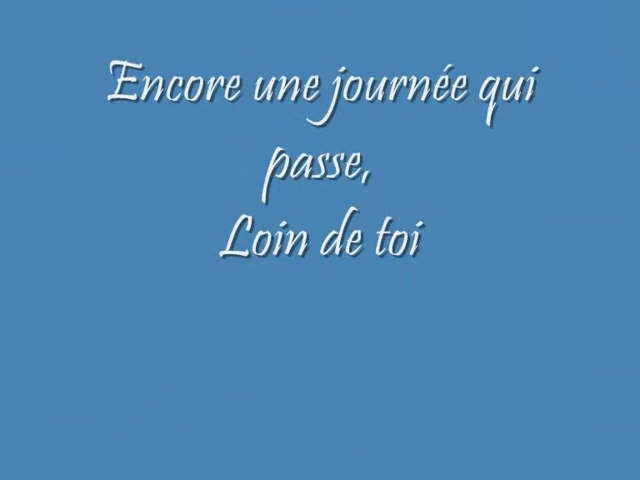 Encore une journée qui
passe,
Loin de toi